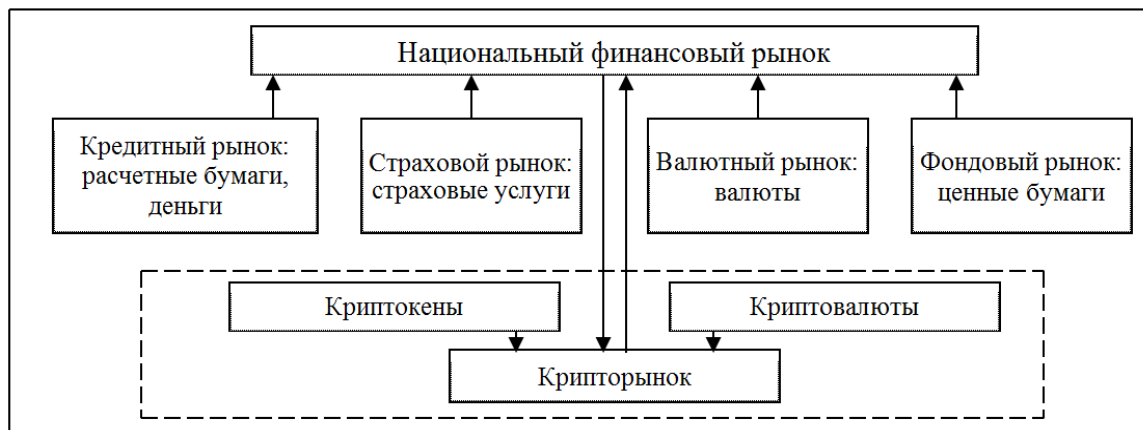 Национальный финансовый рынок
Кредитный рынок:
расчетные бумаги,
деньги
Страховой рынок:
страховые услуги
Валютный рынок:
валюты
Фондовый рынок:
ценные бумаги
Криптокены
Криптовалюты
Крипторынок